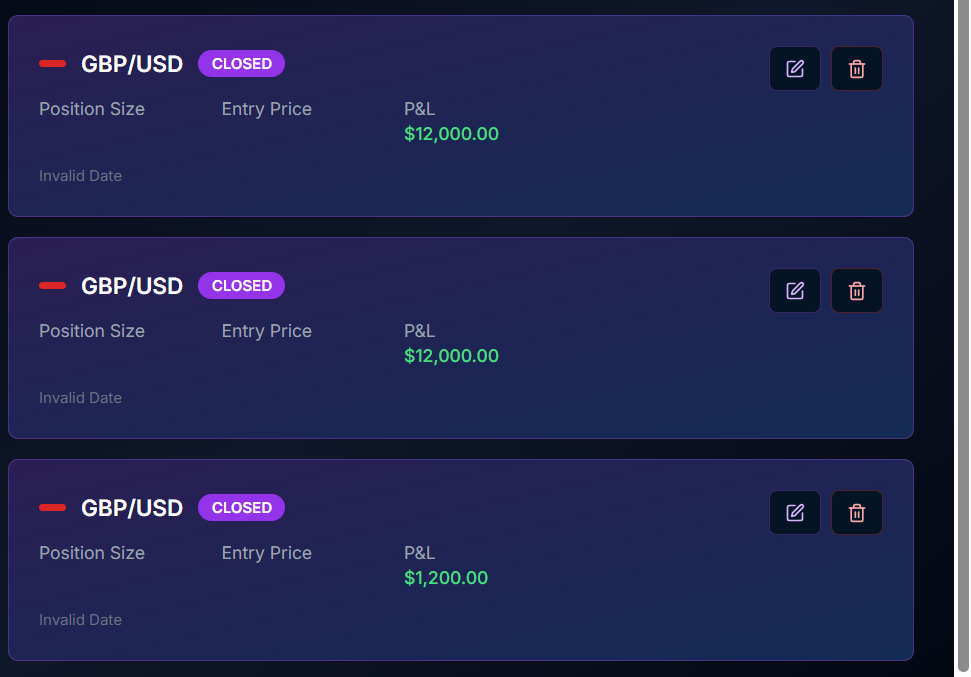 GBP/USD CLOSED
Position Size Entry Price P&L
$12,000.00
Invalid Date
GBP/USD CLOSED
Position Size Entry Price P&L
$12,000.00
Invalid Date
GBP/USD CLOSED
Position Size Entry Price P&L
$1,200.00
Invalid Date